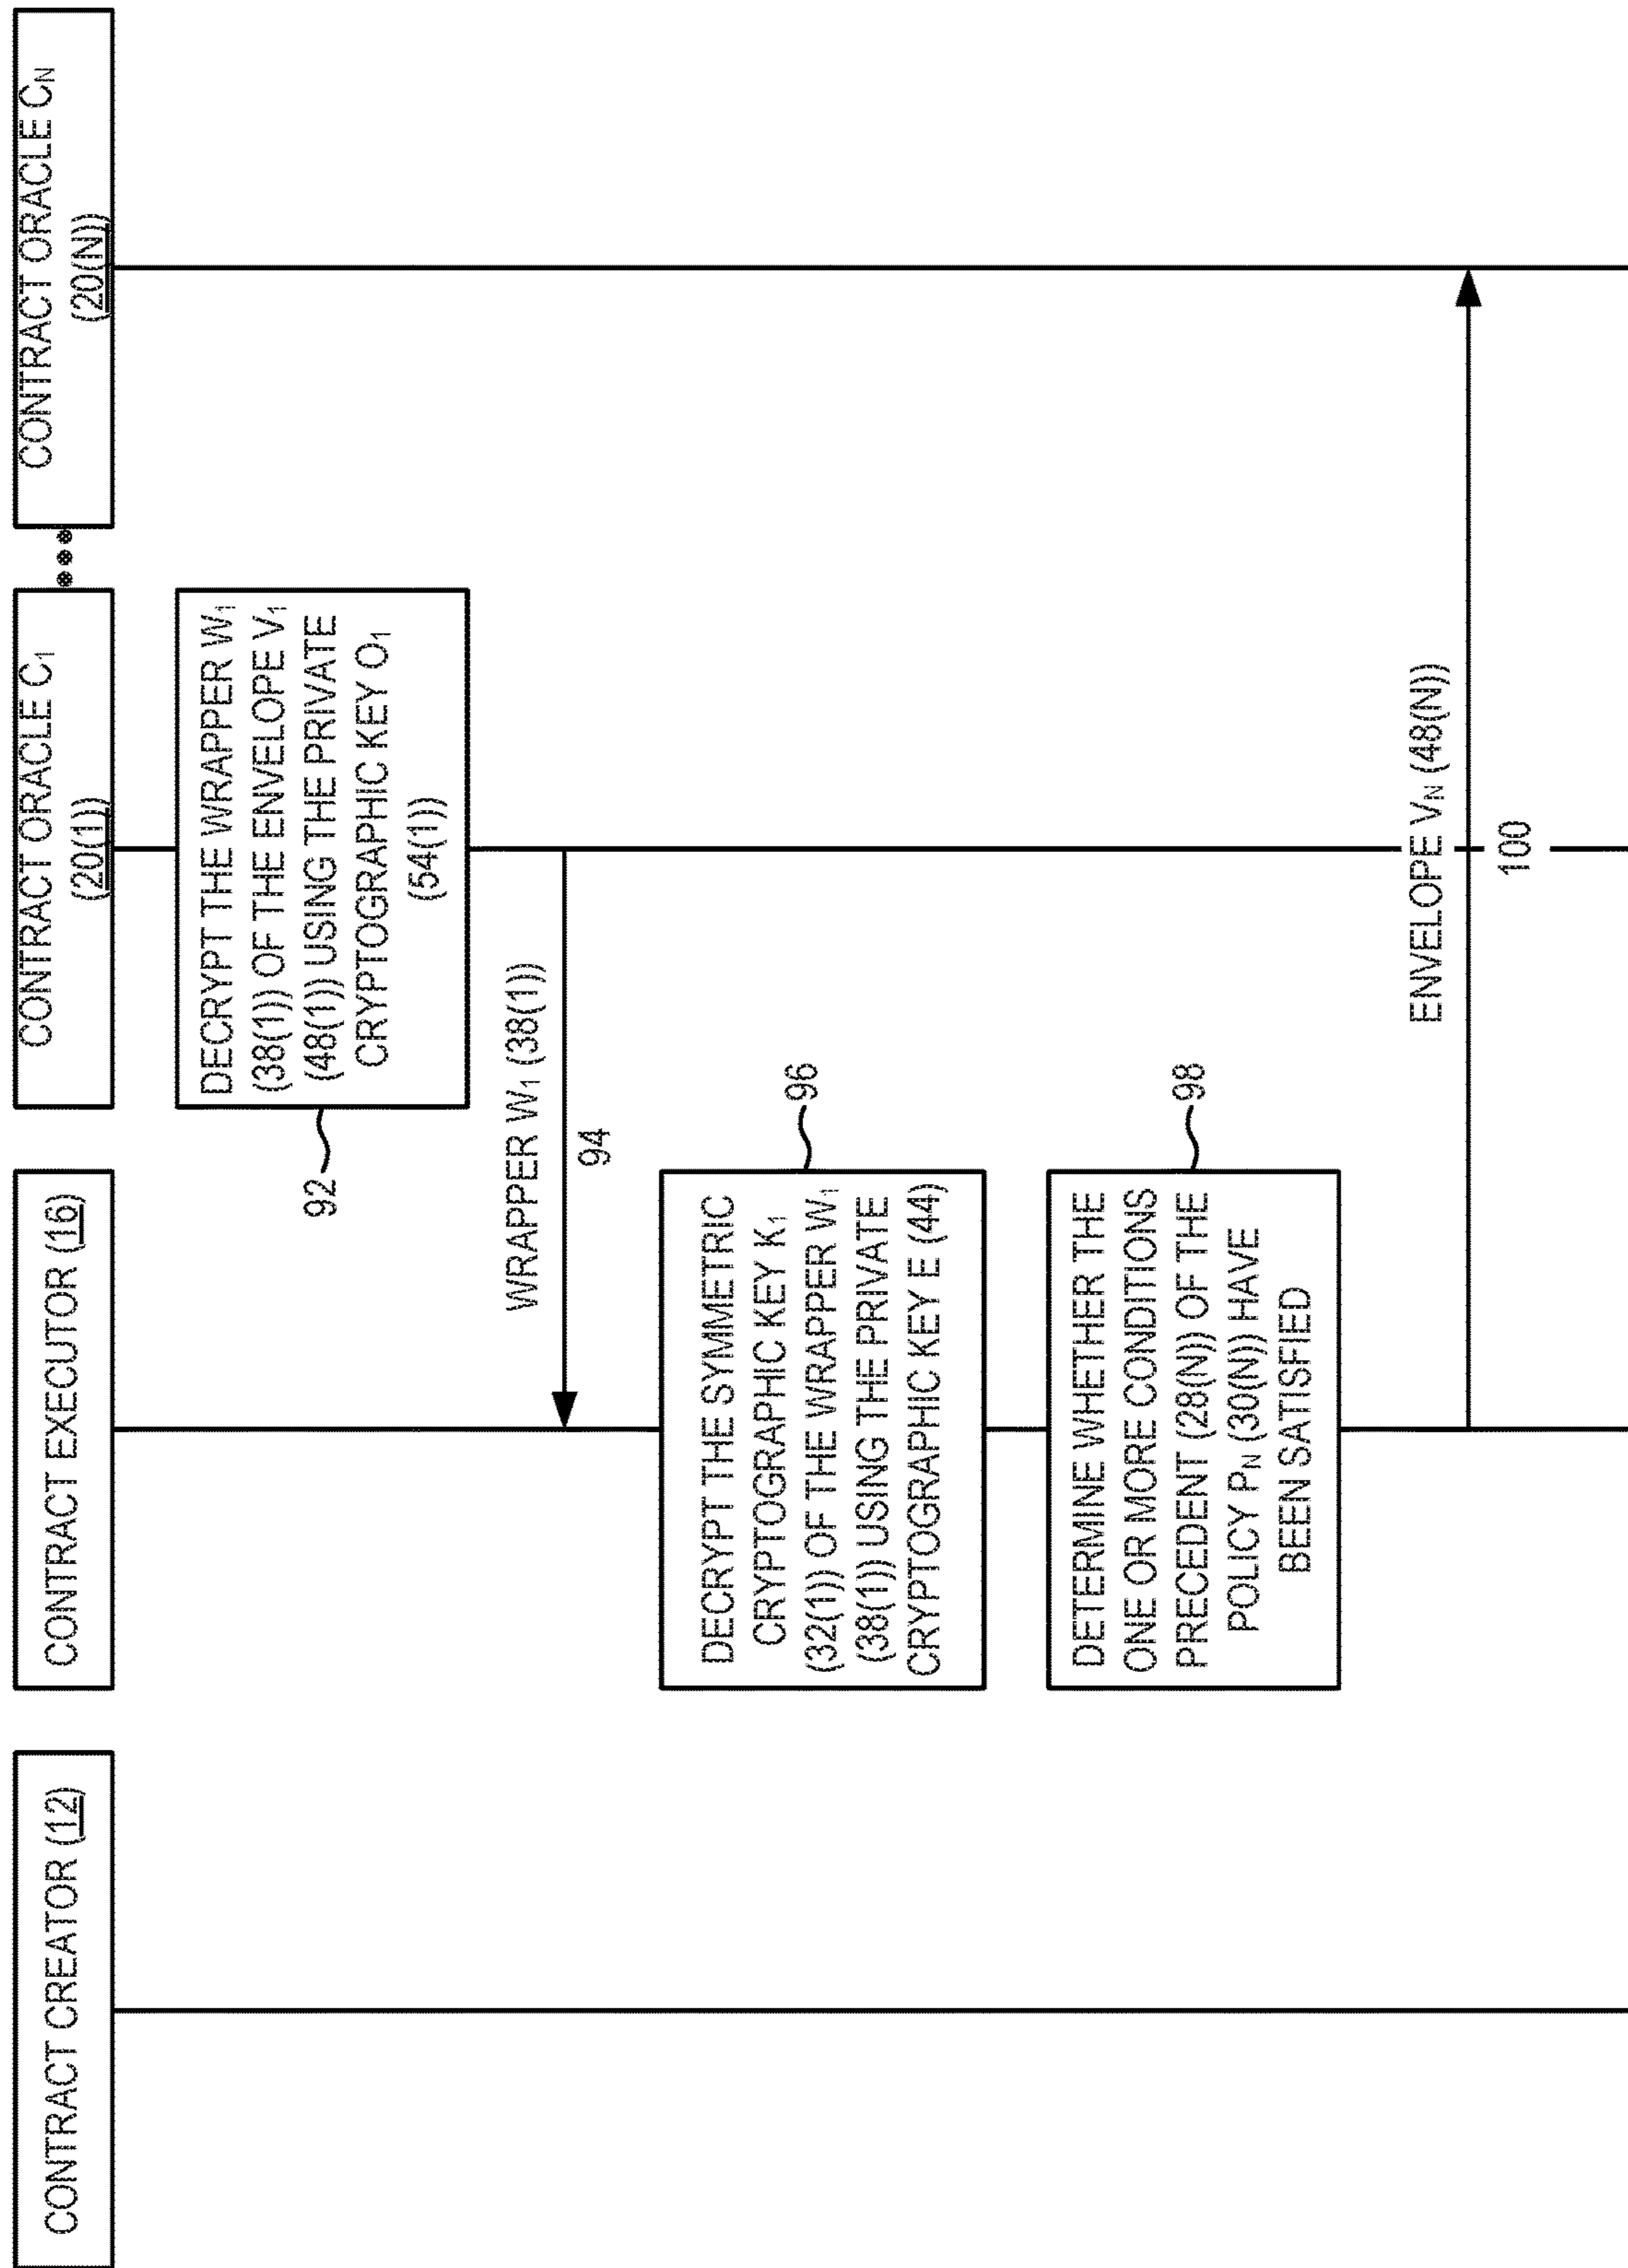 CONTRACT CREATOR (12)
CONTRACT EXECUTOR (16)
CONTRACT ORACLE C₁
(20(1))
CONTRACT ORACLE C_N
(20(N))
DECRYPT THE WRAPPER W₁
(38(1)) OF THE ENVELOPE V₁
(48(1)) USING THE PRIVATE
CRYPTOGRAPHIC KEY O₁
(54(1))
92
WRAPPER W₁ (38(1))
94
DECRYPT THE SYMMETRIC
CRYPTOGRAPHIC KEY K₁
(32(1)) OF THE WRAPPER W₁
(38(1)) USING THE PRIVATE
CRYPTOGRAPHIC KEY E (44)
96
DETERMINE WHETHER THE
ONE OR MORE CONDITIONS
PRECEDENT (28(N)) OF THE
POLICY P_N (30(N)) HAVE
BEEN SATISFIED
98
ENVELOPE V_N (48(N))
100